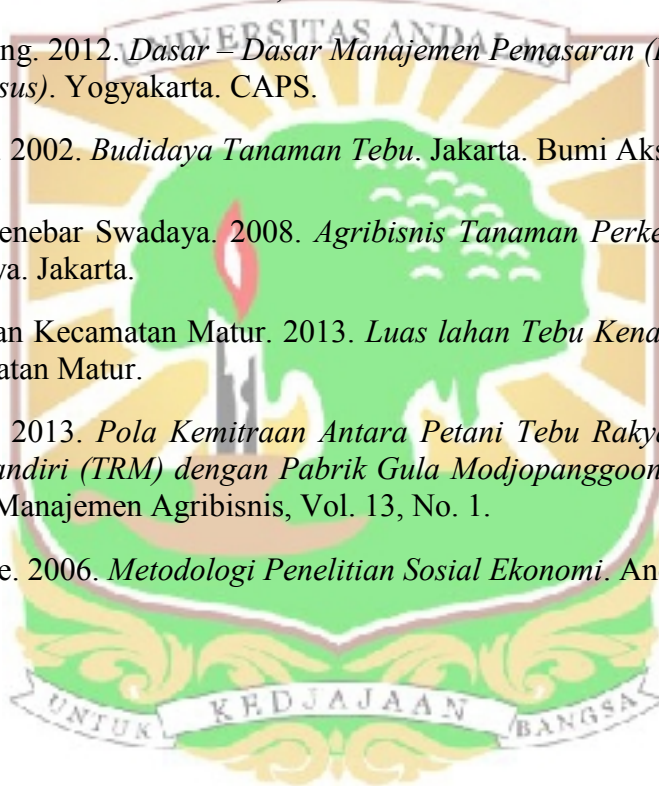 UNIVERSITAS ANDALAS
ng. 2012. Dasar – Dasar Manajemen Pemasaran (
sus). Yogyakarta. CAPS.
. 2002. Budidaya Tanaman Tebu. Jakarta. Bumi Aks
enebar Swadaya. 2008. Agribisnis Tanaman Perke
ya. Jakarta.
an Kecamatan Matur. 2013. Luas lahan Tebu Kena
atan Matur.
2013. Pola Kemitraan Antara Petani Tebu Raky
andiri (TRM) dengan Pabrik Gula Modjopanggoon
Manajemen Agribisnis, Vol. 13, No. 1.
e. 2006. Metodologi Penelitian Sosial Ekonomi. An
UNTUK KEDJAJAAN BANGSA